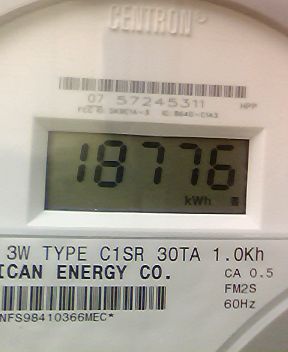 CENTRON
07 57245311 HPP
18776
kWh
3W TYPE C1SR 30TA 1.0Kh
ICAN ENERGY CO.
CA 0.5
FM2S
60Hz
NFS98410366MEC*